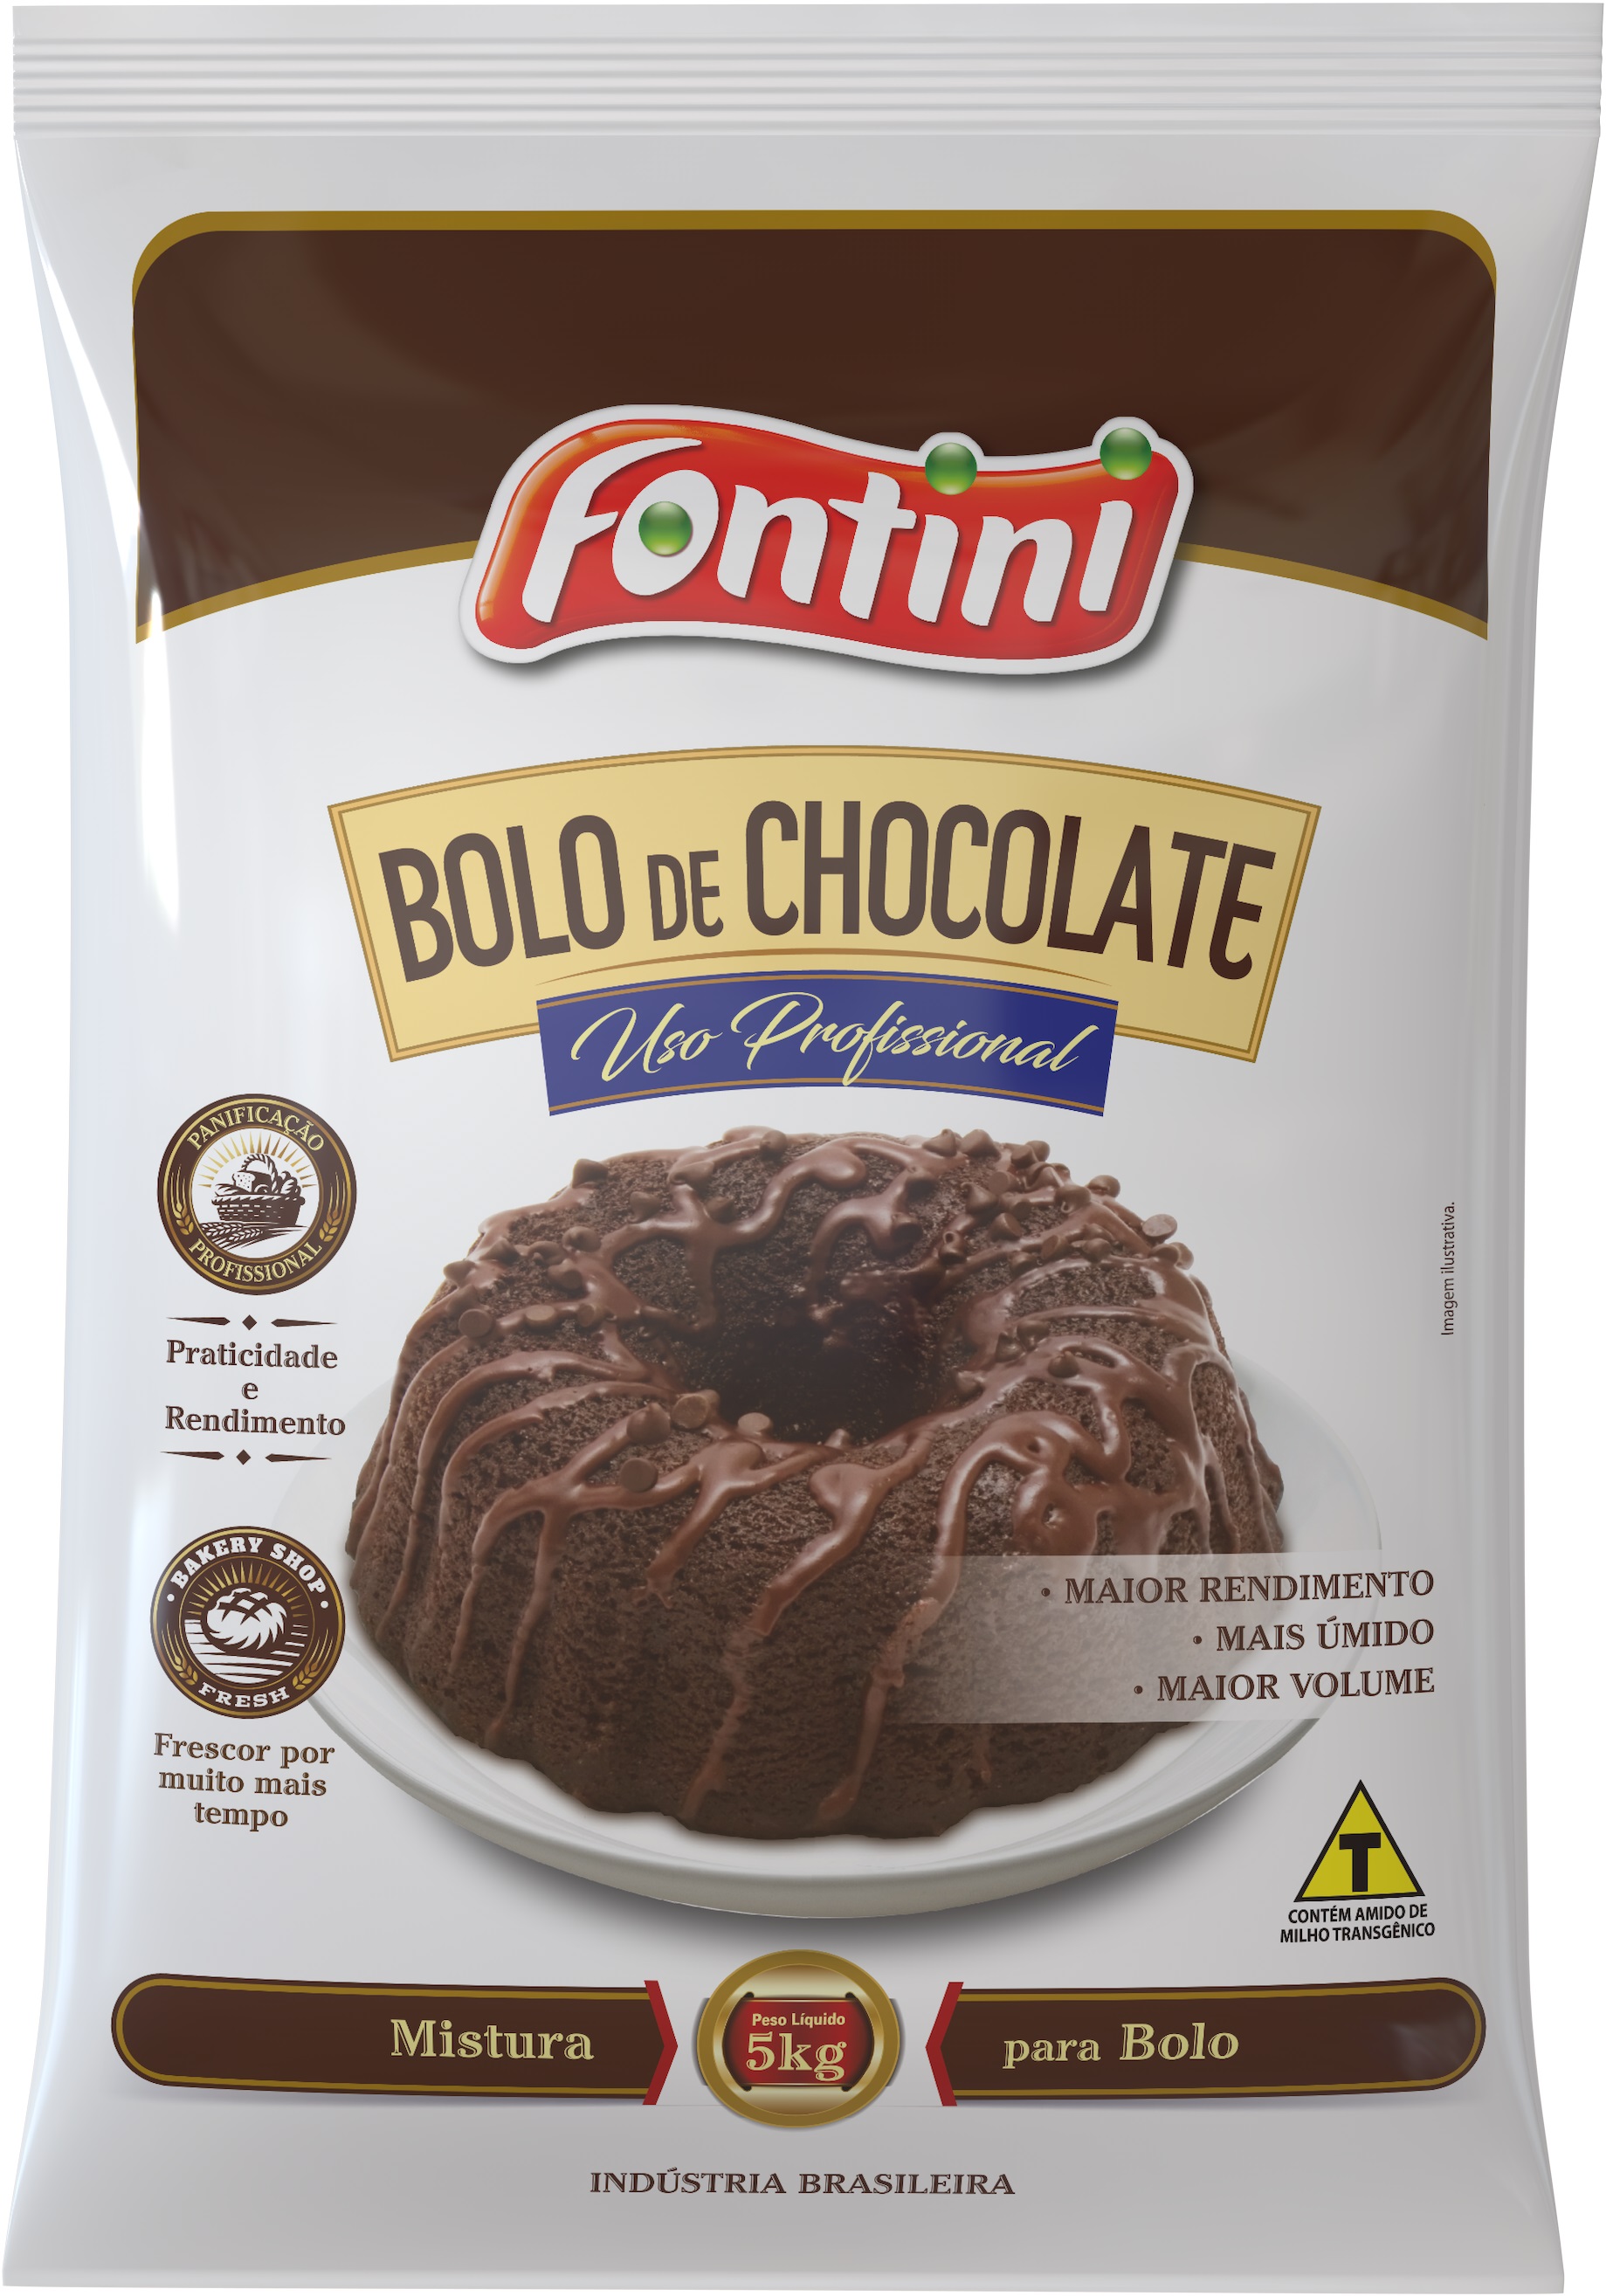 Fontini
BOLO DE CHOCOLATE
Uso Profissional
PANIFICAÇÃO
PROFISSIONAL
Praticidade
e
Rendimento
BAKERY SHOP
FRESH
Frescor por
muito mais
tempo
Imagem ilustrativa.
• MAIOR RENDIMENTO
• MAIS ÚMIDO
• MAIOR VOLUME
T
CONTÉM AMIDO DE
MILHO TRANSGÊNICO
Mistura
Peso Líquido
5kg
para Bolo
INDÚSTRIA BRASILEIRA